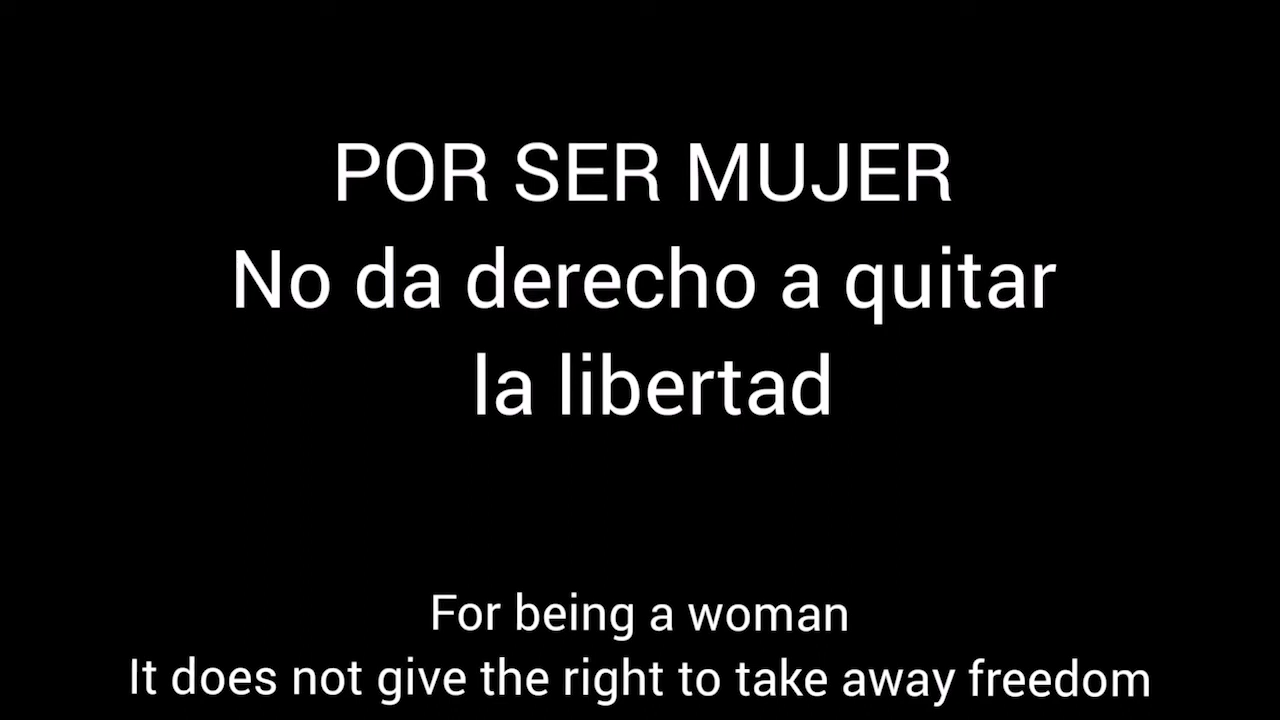 POR SER MUJER
No da derecho a quitar
la libertad
For being a woman
It does not give the right to take away freedom